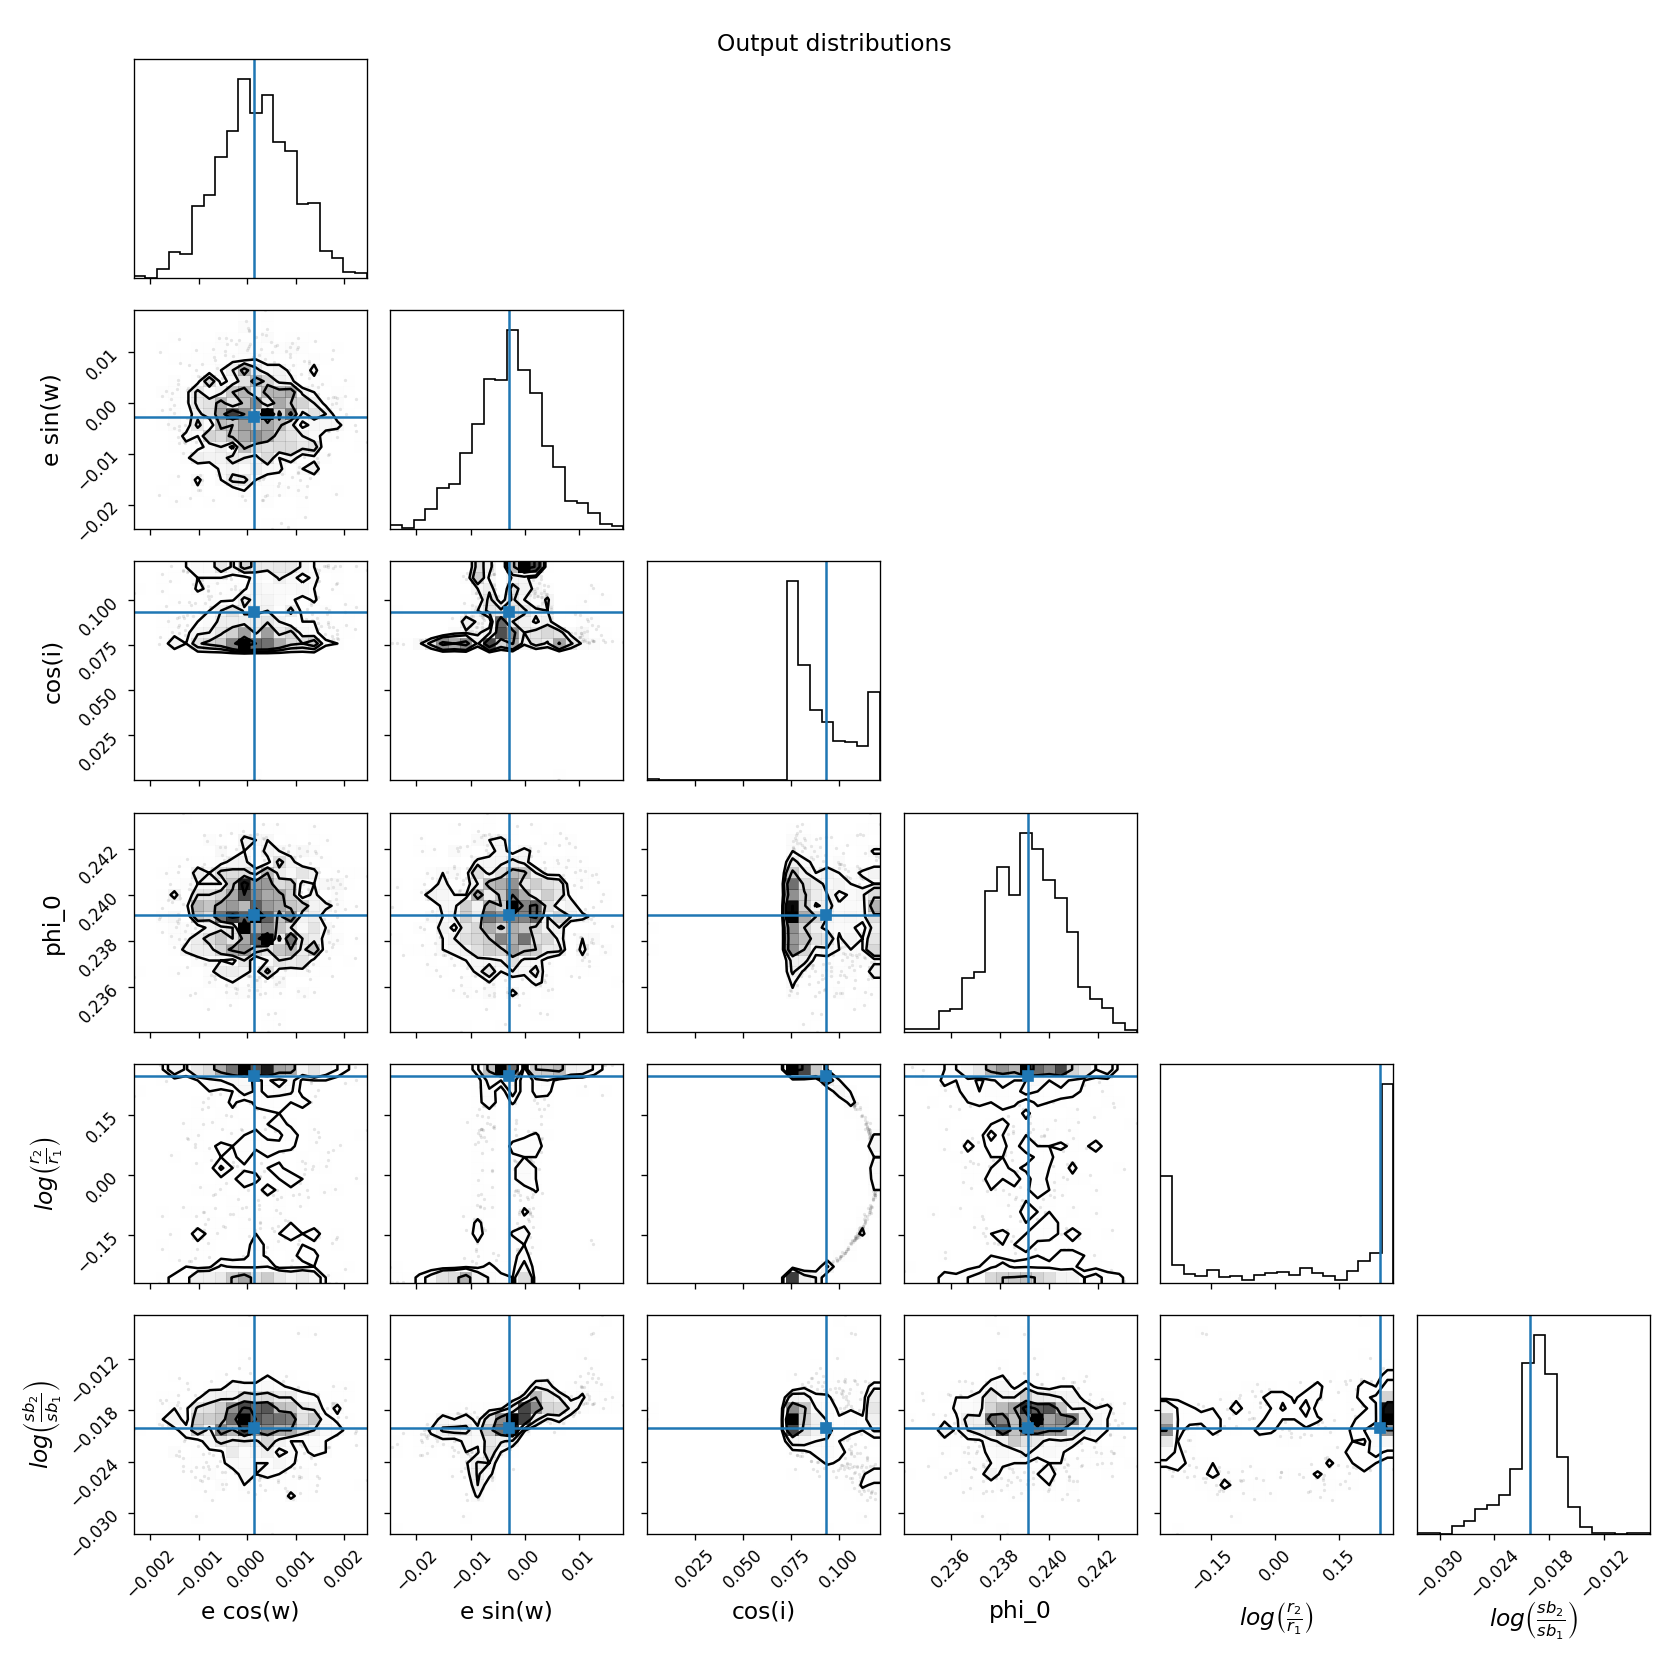 Output distributions
e sin(w)
0.01
0.00
−0.01
−0.02
cos(i)
0.100
0.075
0.050
0.025
phi_0
0.242
0.240
0.238
0.236
log(r₂/r₁)
0.15
0.00
−0.15
log(sb₂/sb₁)
−0.012
−0.018
−0.024
−0.030
−0.002 −0.001 0.000 0.001 0.002
−0.02 −0.01 0.00 0.01
0.025 0.050 0.075 0.100
0.236 0.238 0.240 0.242
−0.15 0.00 0.15
−0.030 −0.024 −0.018 −0.012
e cos(w)
e sin(w)
cos(i)
phi_0
log(r₂/r₁)
log(sb₂/sb₁)